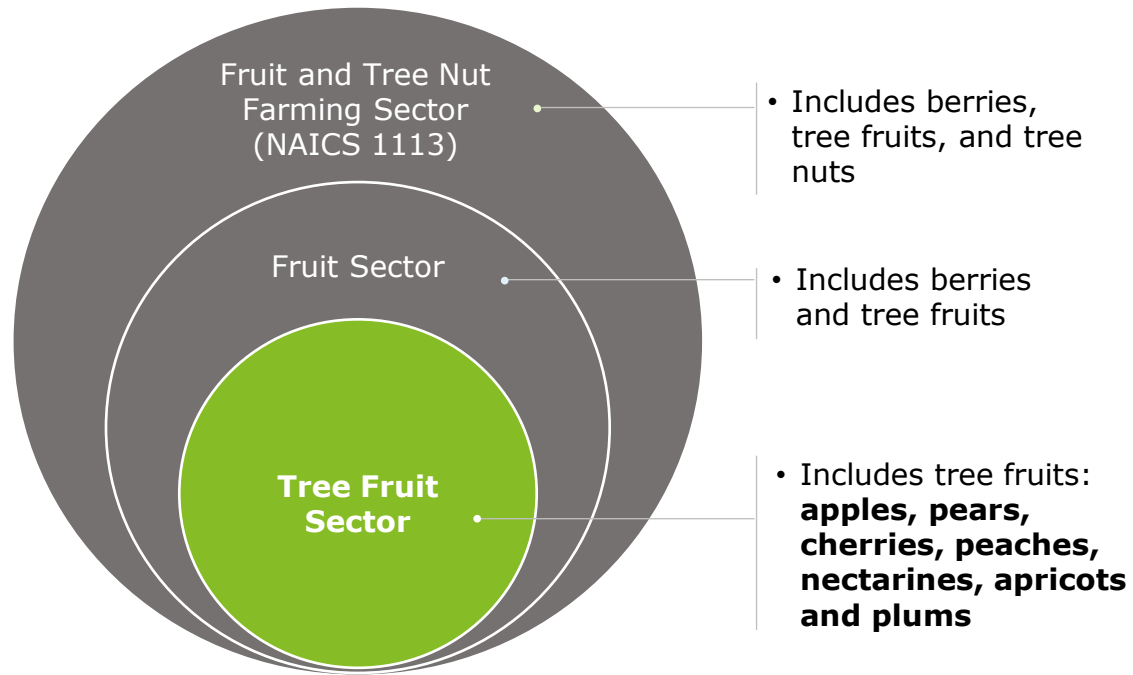 Fruit and Tree Nut
Farming Sector
(NAICS 1113)
• Includes berries,
tree fruits, and tree
nuts
Fruit Sector
• Includes berries
and tree fruits
Tree Fruit
Sector
• Includes tree fruits:
apples, pears,
cherries, peaches,
nectarines, apricots
and plums